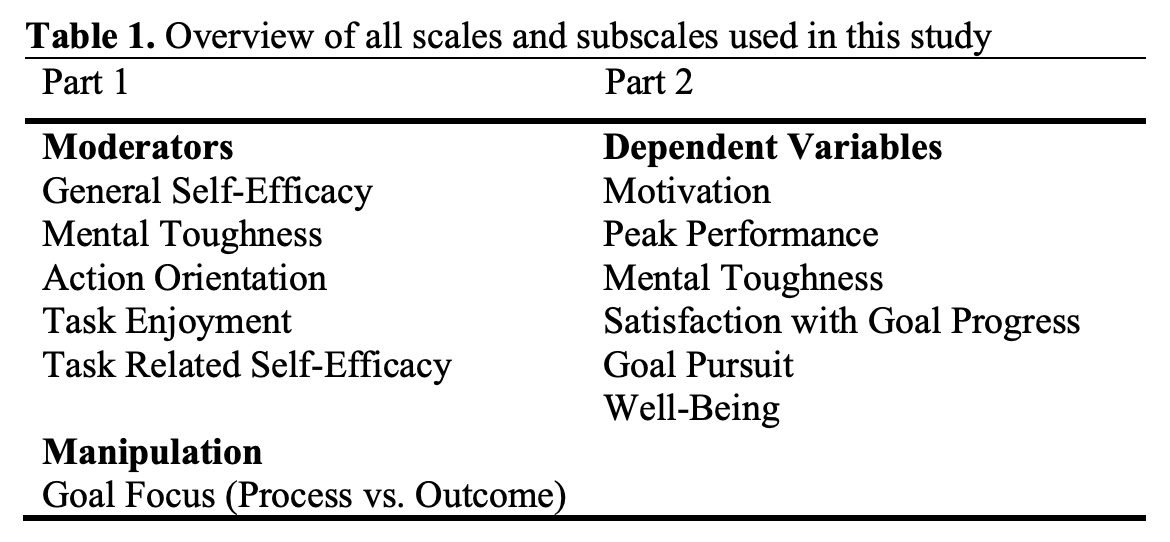 Table 1. Overview of all scales and subscales used in this study
Part 1 Part 2
Moderators Dependent Variables
General Self-Efficacy Motivation
Mental Toughness Peak Performance
Action Orientation Mental Toughness
Task Enjoyment Satisfaction with Goal Progress
Task Related Self-Efficacy Goal Pursuit
Well-Being
Manipulation
Goal Focus (Process vs. Outcome)